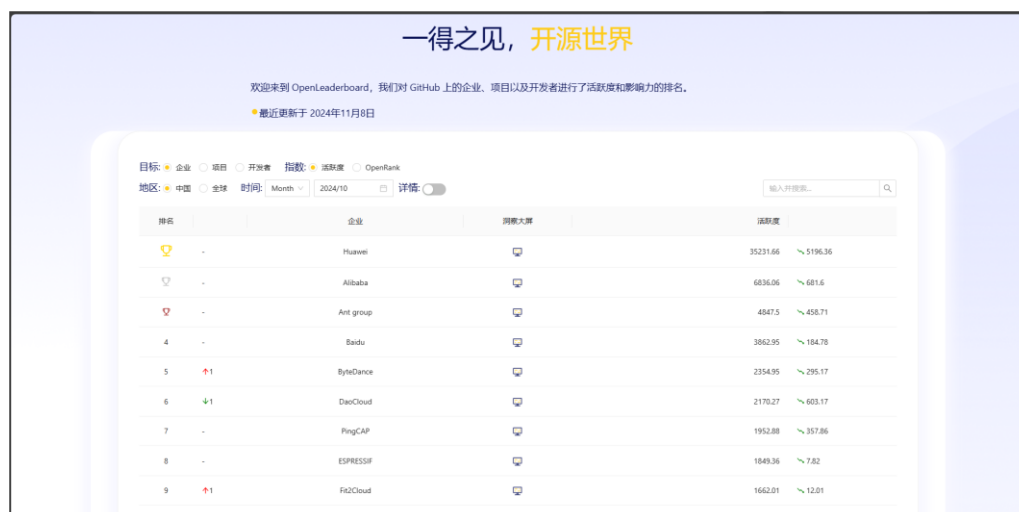 一得之见，开源世界
欢迎来到 OpenLeaderboard，我们对 GitHub 上的企业、项目以及开发者进行了活跃度和影响力的排名。
最近更新于 2024年11月8日
目标: 企业 项目 开发者 指数: 活跃度 OpenRank
地区: 中国 全球 时间: Month 2024/10 详情: 输入并搜索...
排名 企业 洞察大屏 活跃度
- Huawei 35231.66 5196.36
- Alibaba 6836.06 681.6
- Ant group 4847.5 458.71
4 - Baidu 3862.95 184.78
5 ↑1 ByteDance 2354.95 295.17
6 ↓1 DaoCloud 2170.27 603.17
7 - PingCAP 1952.88 357.86
8 - ESPRESSIF 1849.36 7.82
9 ↑1 Fit2Cloud 1662.01 12.01